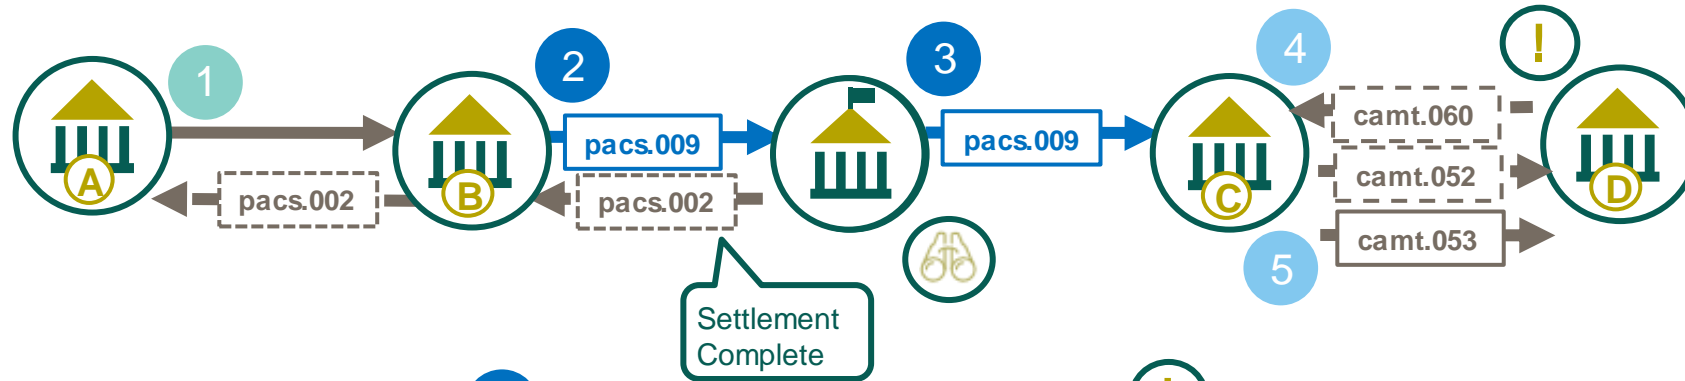 1
2
3
4
!
A
B
C
D
pacs.009
pacs.009
camt.060
pacs.002
pacs.002
camt.052
camt.053
5
Settlement
Complete
!